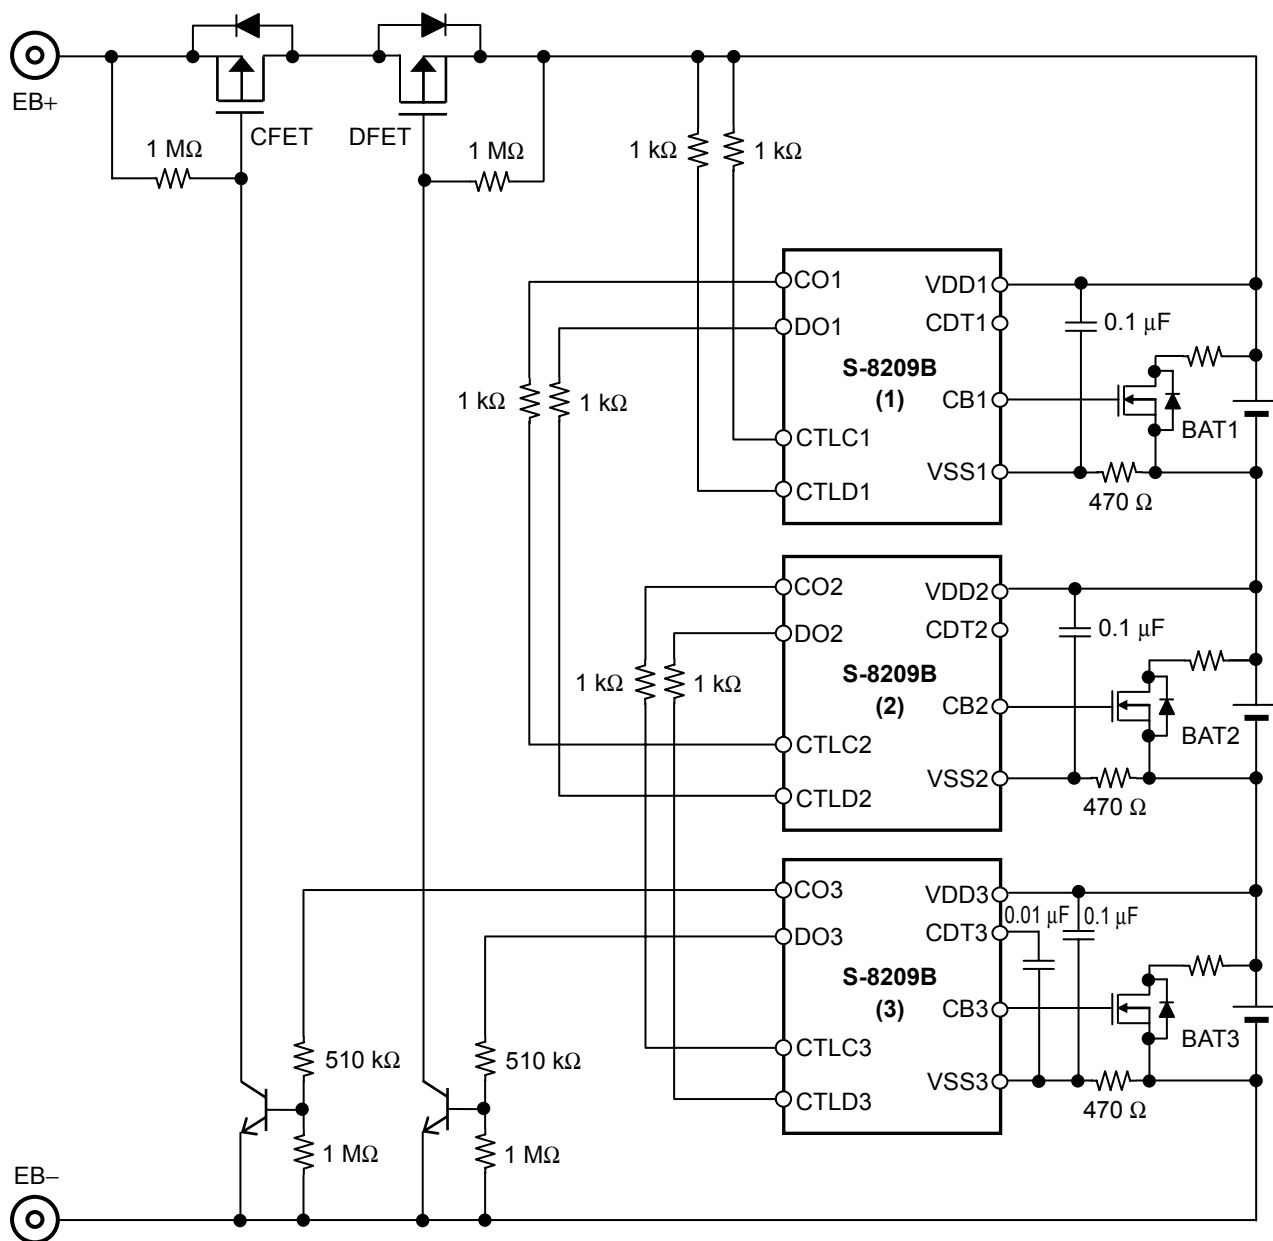 EB+
CFET
DFET
1 MΩ
1 MΩ
1 kΩ
1 kΩ
CO1
DO1
S-8209B
(1)
CTLC1
CTLD1
VDD1
CDT1
CB1
VSS1
0.1 μF
BAT1
470 Ω
1 kΩ
1 kΩ
CO2
DO2
S-8209B
(2)
CTLC2
CTLD2
VDD2
CDT2
CB2
VSS2
0.1 μF
BAT2
470 Ω
1 kΩ
1 kΩ
CO3
DO3
S-8209B
(3)
CTLC3
CTLD3
VDD3
CDT3
CB3
VSS3
0.01 μF
0.1 μF
BAT3
470 Ω
510 kΩ
510 kΩ
1 MΩ
1 MΩ
EB−